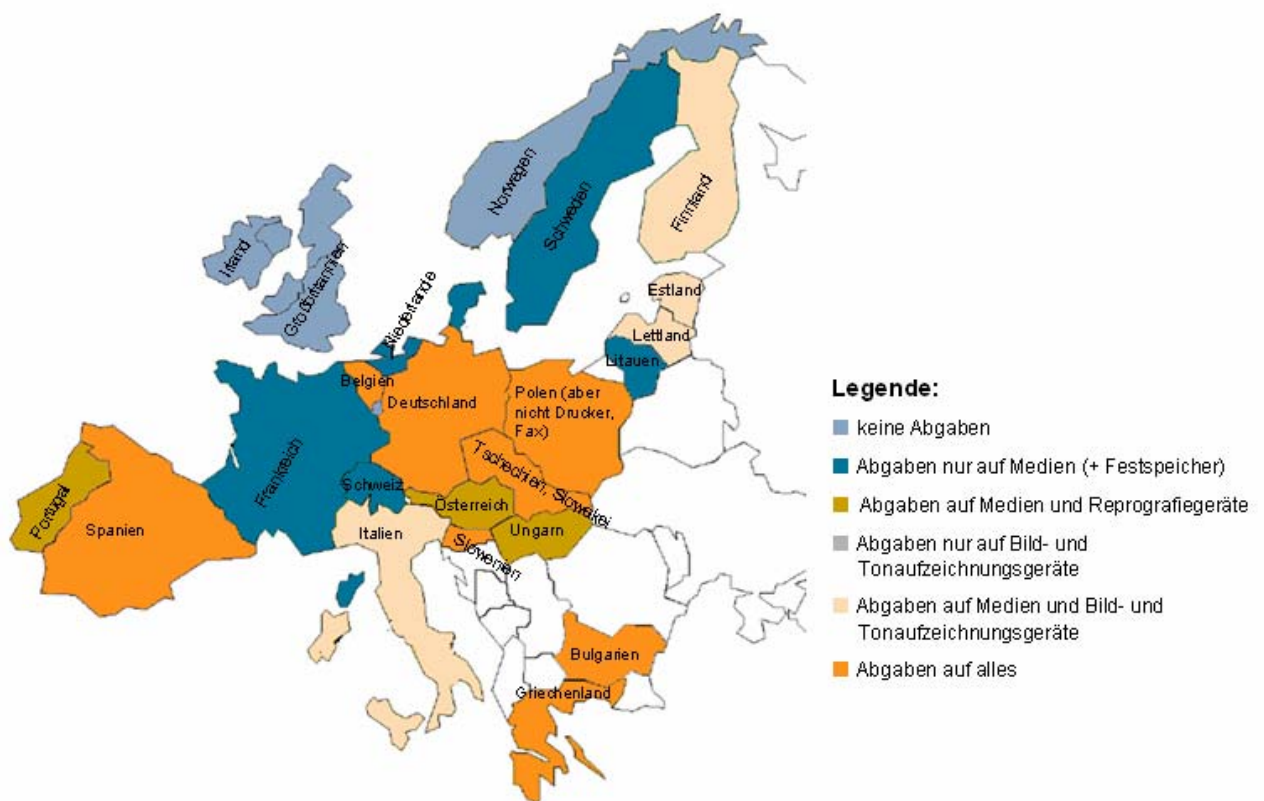 Norwegen
Schweden
Finnland
Irland
Großbritannien
Niederlande
Estland
Lettland
Litauen
Belgien
Deutschland
Polen (aber
nicht Drucker,
Fax)
Tschechien, Slowakei
Frankreich
Schweiz
Österreich
Ungarn
Portugal
Spanien
Italien
Slowenien
Bulgarien
Griechenland
Legende:
keine Abgaben
Abgaben nur auf Medien (+ Festspeicher)
Abgaben auf Medien und Reprografiegeräte
Abgaben nur auf Bild- und
Tonaufzeichnungsgeräte
Abgaben auf Medien und Bild- und
Tonaufzeichnungsgeräte
Abgaben auf alles